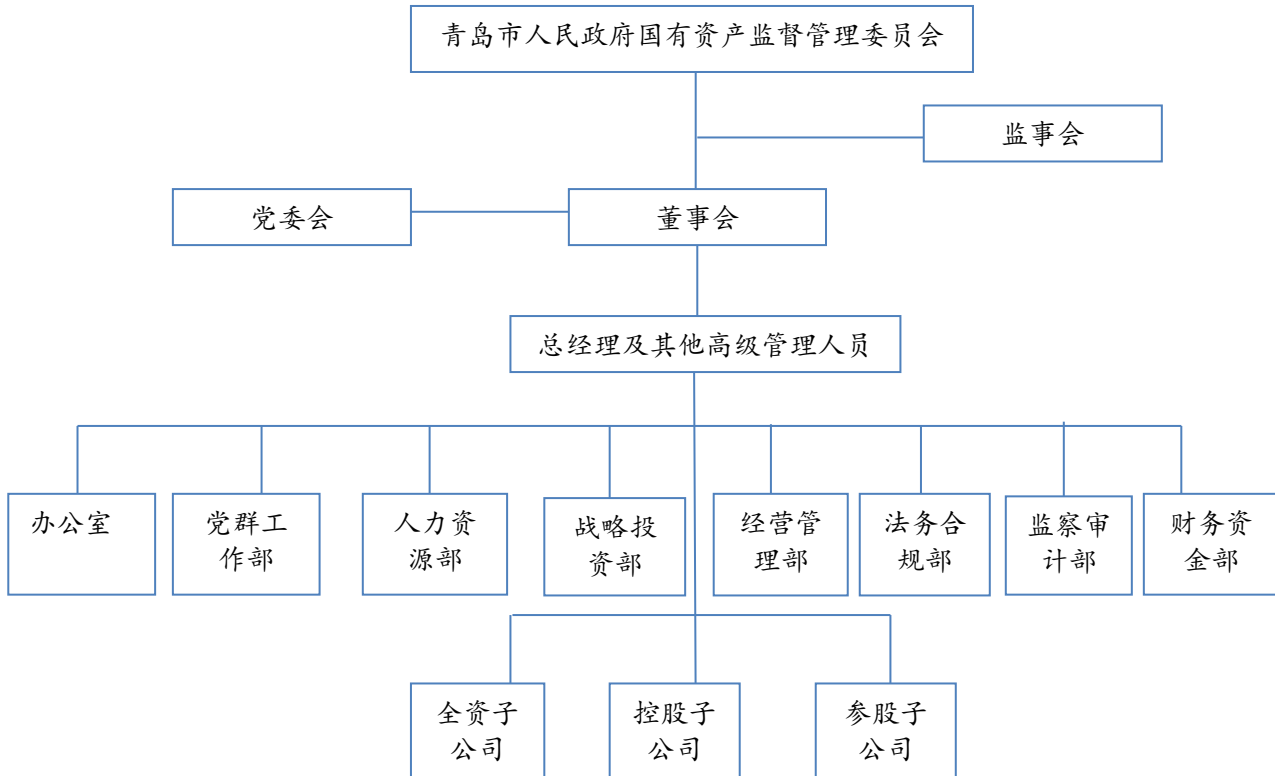 青岛市人民政府国有资产监督管理委员会
监事会
党委会
董事会
总经理及其他高级管理人员
办公室
党群工
作部
人力资
源部
战略投
资部
经营管
理部
法务合
规部
监察审
计部
财务资
金部
全资子
公司
控股子
公司
参股子
公司